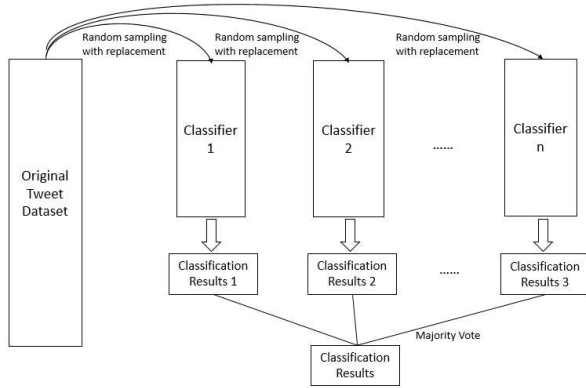 Random sampling
with replacement
Random sampling
with replacement
Random sampling
with replacement
Original
Tweet
Dataset
Classifier
1
Classifier
2
......
Classifier
n
Classification
Results 1
Classification
Results 2
......
Classification
Results 3
Majority Vote
Classification
Results